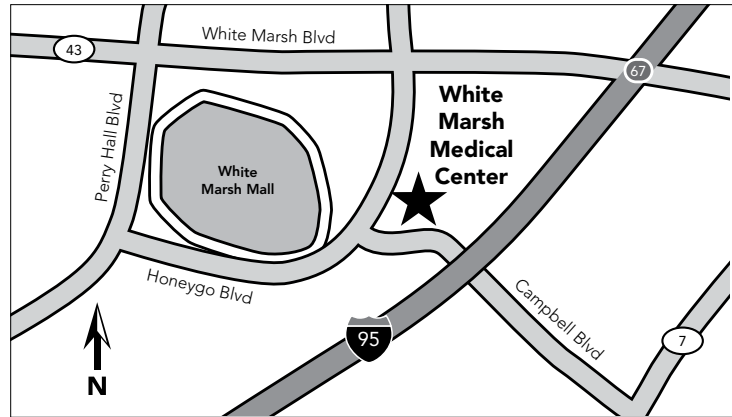 White Marsh Blvd
43
67
Perry Hall Blvd
White
Marsh
Medical
Center
White
Marsh Mall
Honeygo Blvd
Campbell Blvd
95
7
N